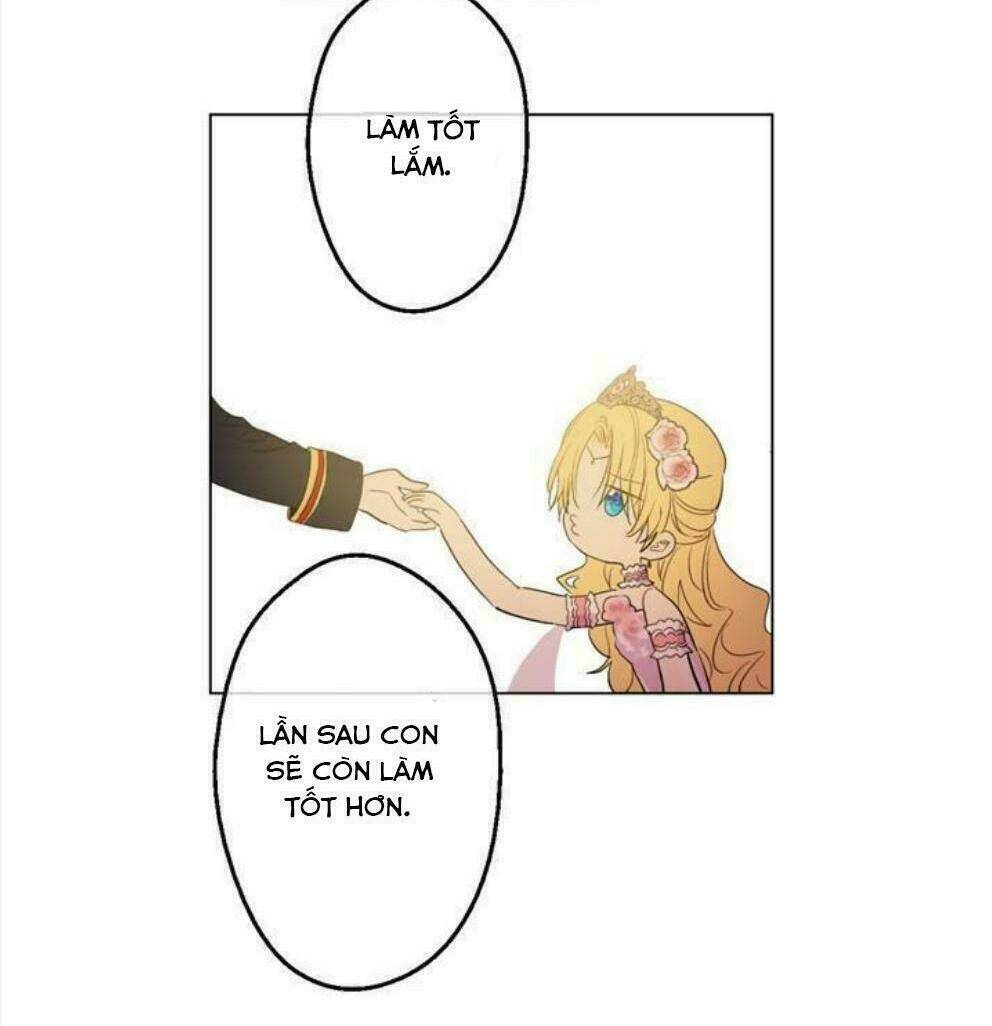 LÀM TỐT
LẮM.
LẦN SAU CON
SẼ CÒN LÀM
TỐT HƠN.